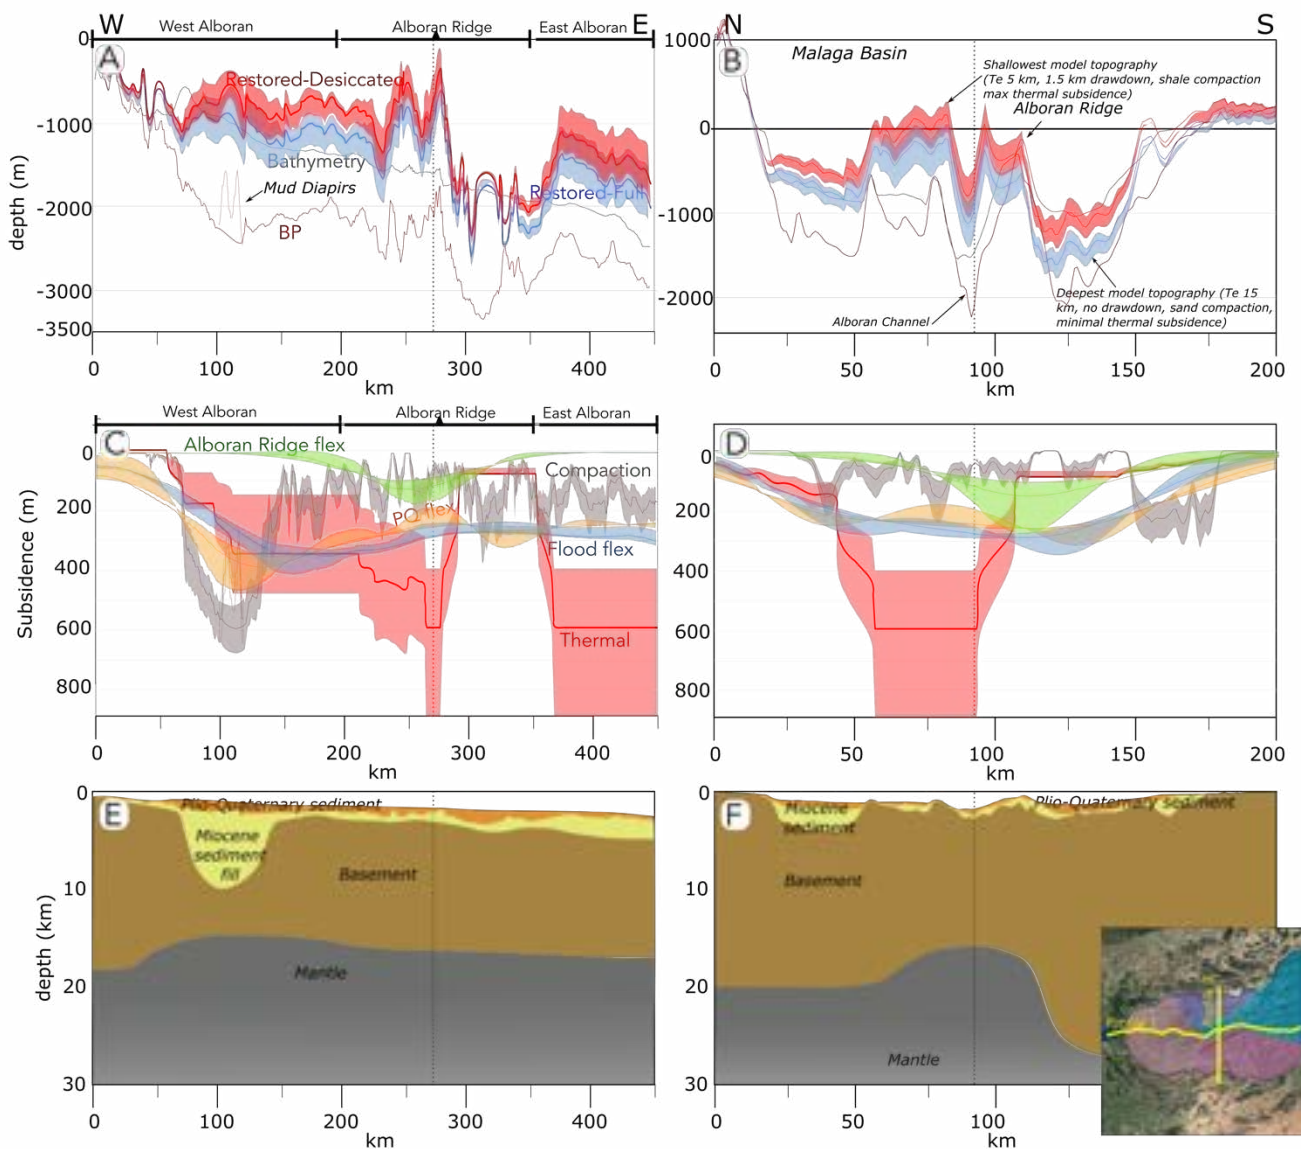 W
West Alboran
Alboran Ridge
East Alboran
E
0
-1000
-2000
-3000
-3500
depth (m)
A
Restored-Desiccated
Bathymetry
Mud Diapirs
Restored-Full
BP
0
100
200
300
400
km
N
S
1000
0
-1000
-2000
B
Malaga Basin
Shallowest model topography
(Te 5 km, 1.5 km drawdown, shale compaction
max thermal subsidence)
Alboran Ridge
Deepest model topography (Te 15
km, no drawdown, sand compaction,
minimal thermal subsidence)
Alboran Channel
0
50
100
150
200
km
West Alboran
Alboran Ridge
East Alboran
0
200
400
600
800
Subsidence (m)
C
Alboran Ridge flex
Compaction
PQ flex
Flood flex
Thermal
0
100
200
300
400
km
0
200
400
600
800
D
0
50
100
150
200
km
0
10
20
30
depth (km)
E
Plio-Quaternary sediment
Miocene
sediment
fill
Basement
Mantle
0
100
200
300
400
km
0
10
20
30
F
Miocene
sediment
Plio-Quaternary sediment
Basement
Mantle
0
50
100
km